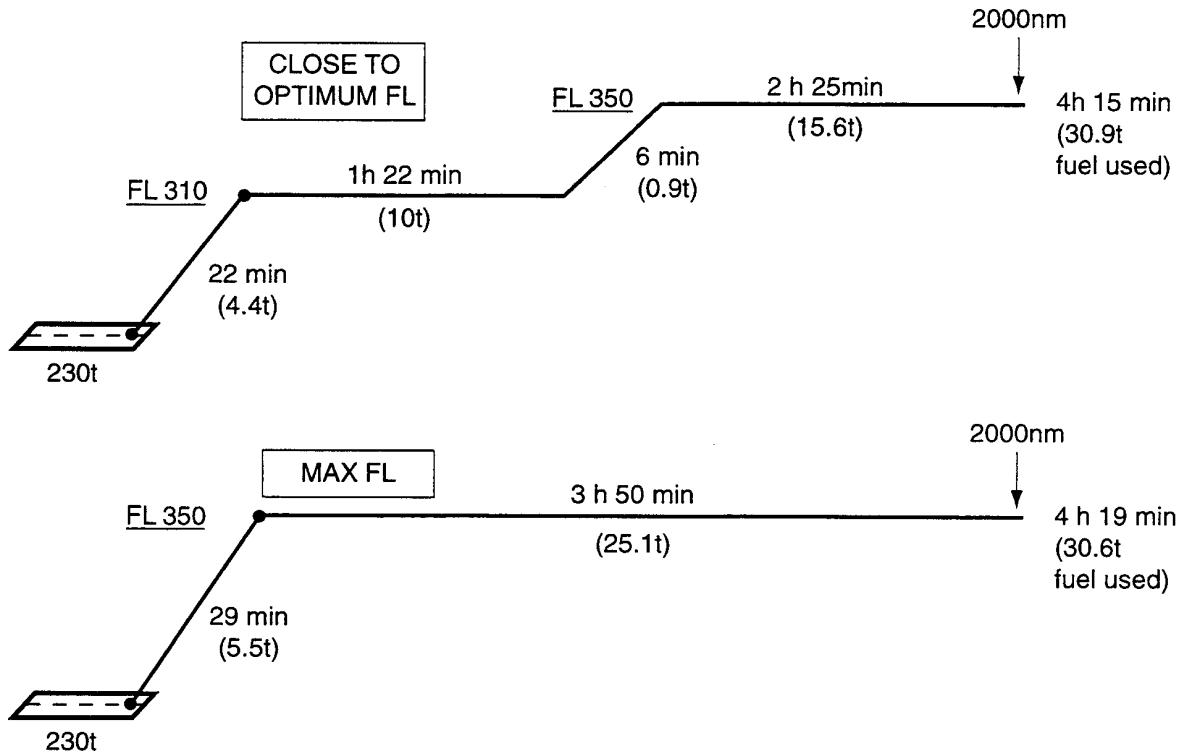 2000nm
CLOSE TO
OPTIMUM FL
FL 350
2 h 25min
(15.6t)
4h 15 min
(30.9t
fuel used)
6 min
(0.9t)
FL 310
1h 22 min
(10t)
22 min
(4.4t)
230t
2000nm
MAX FL
FL 350
3 h 50 min
(25.1t)
4 h 19 min
(30.6t
fuel used)
29 min
(5.5t)
230t